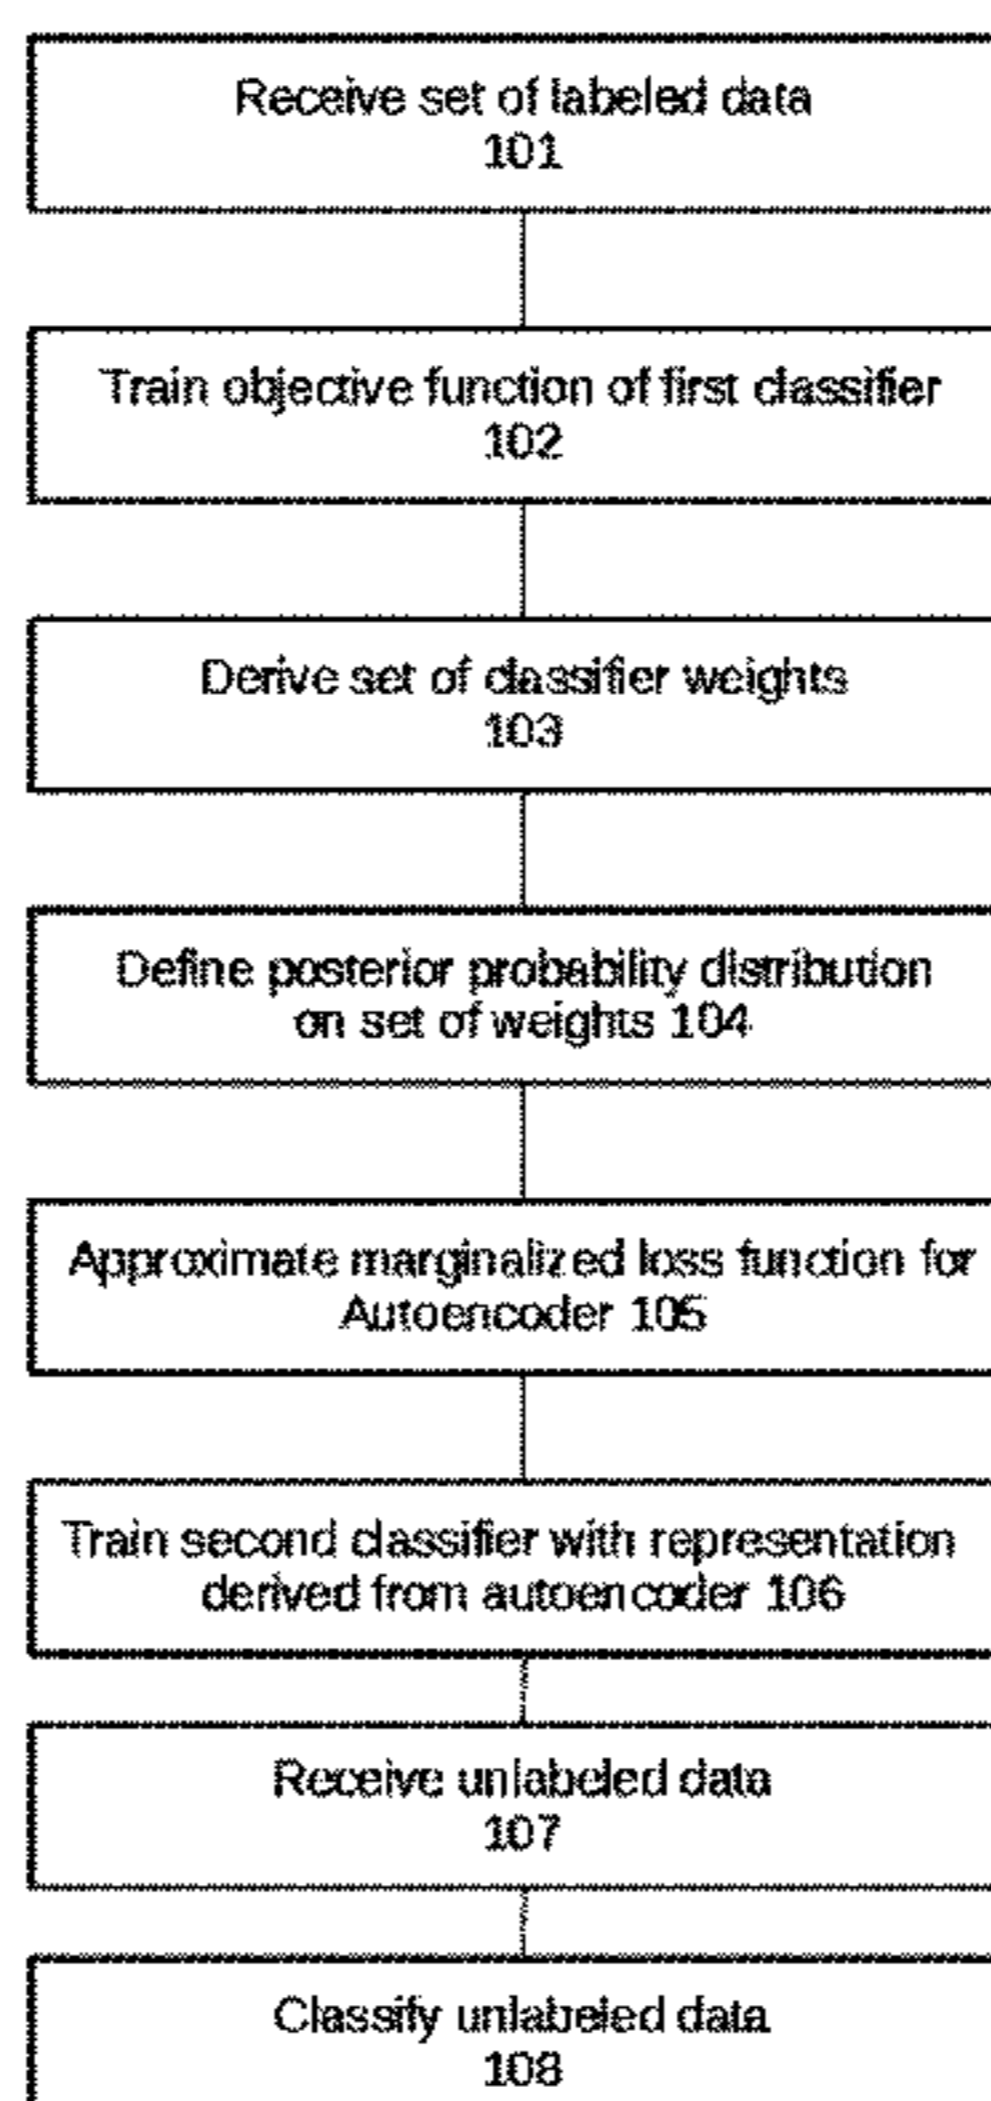 Receive set of labeled data
101
Train objective function of first classifier
102
Derive set of classifier weights
103
Define posterior probability distribution
on set of weights 104
Approximate marginalized loss function for
Autoencoder 105
Train second classifier with representation
derived from autoencoder 106
Receive unlabeled data
107
Classify unlabeled data
108